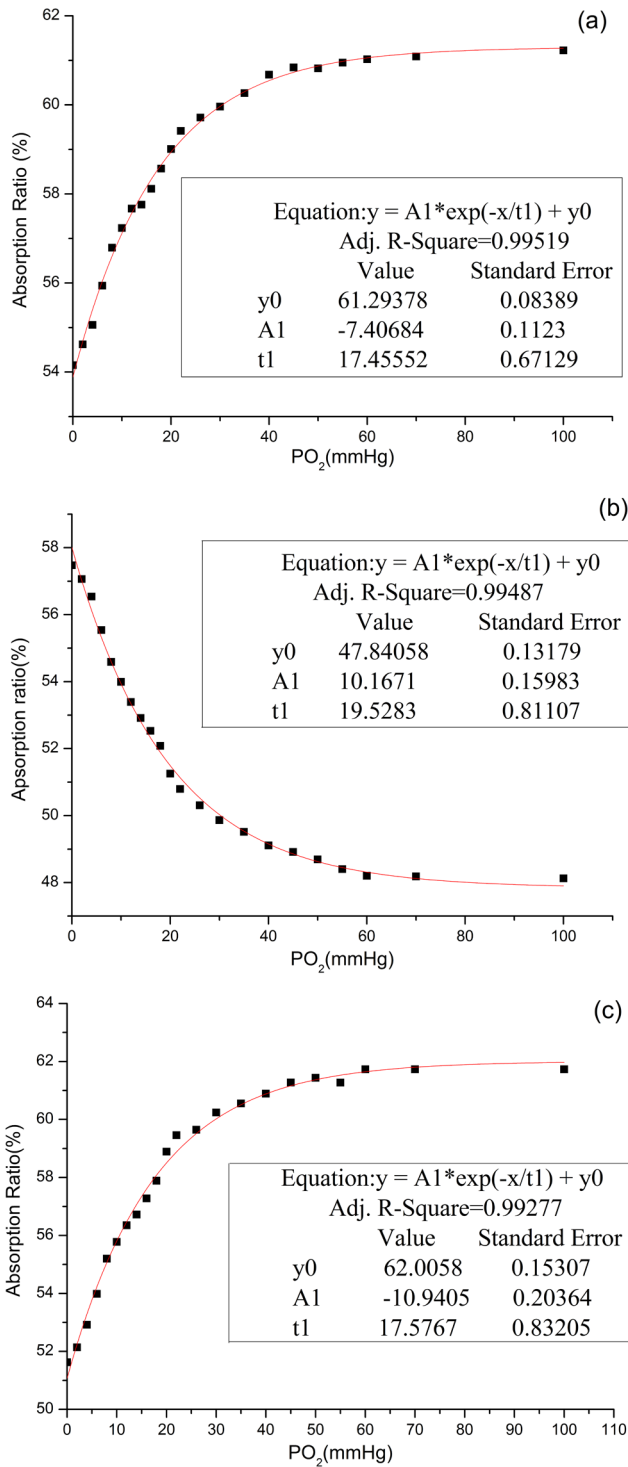 (a)
62
60
58
56
54
Absorption Ratio (%)
Equation:y = A1*exp(-x/t1) + y0
Adj. R-Square=0.99519
Value Standard Error
y0 61.29378 0.08389
A1 -7.40684 0.1123
t1 17.45552 0.67129
0 20 40 60 80 100
PO2(mmHg)
(b)
58
56
54
52
50
48
Apsorption ratio(%)
Equation:y = A1*exp(-x/t1) + y0
Adj. R-Square=0.99487
Value Standard Error
y0 47.84058 0.13179
A1 10.1671 0.15983
t1 19.5283 0.81107
0 20 40 60 80 100
PO2(mmHg)
(c)
64
62
60
58
56
54
52
50
Absorption Ratio(%)
Equation:y = A1*exp(-x/t1) + y0
Adj. R-Square=0.99277
Value Standard Error
y0 62.0058 0.15307
A1 -10.9405 0.20364
t1 17.5767 0.83205
0 10 20 30 40 50 60 70 80 90 100 110
PO2(mmHg)